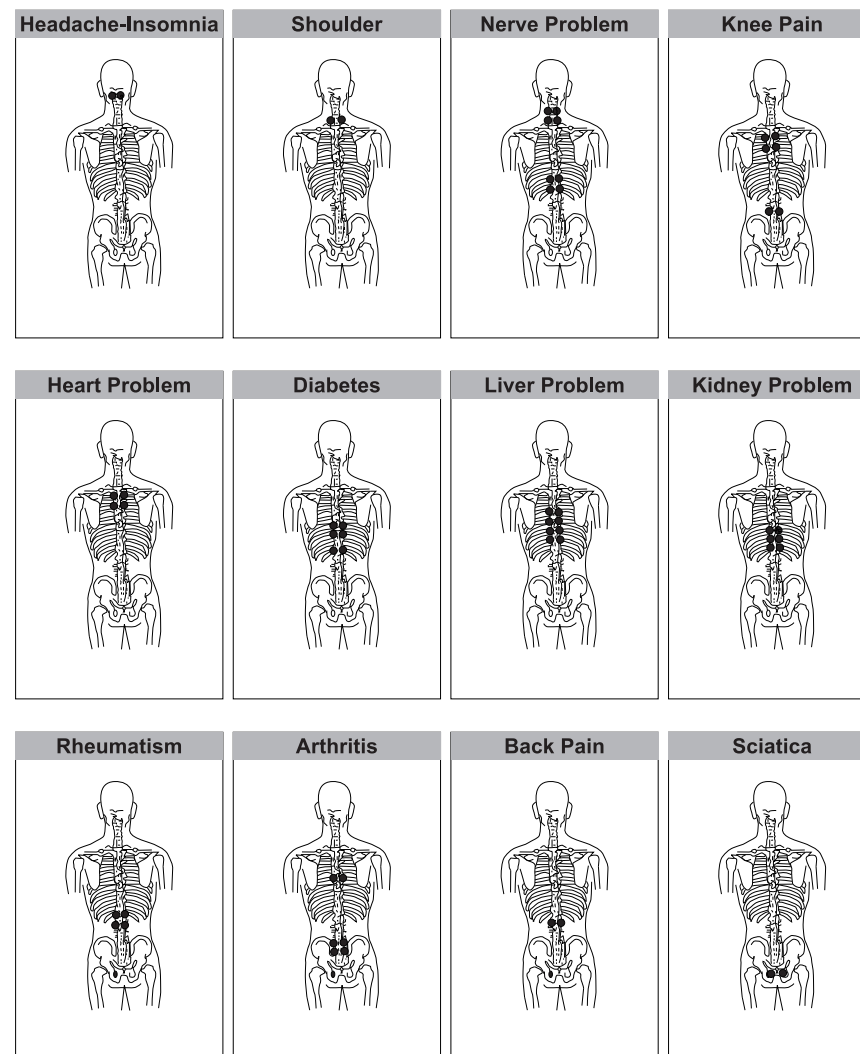 Headache-Insomnia
Shoulder
Nerve Problem
Knee Pain
Heart Problem
Diabetes
Liver Problem
Kidney Problem
Rheumatism
Arthritis
Back Pain
Sciatica